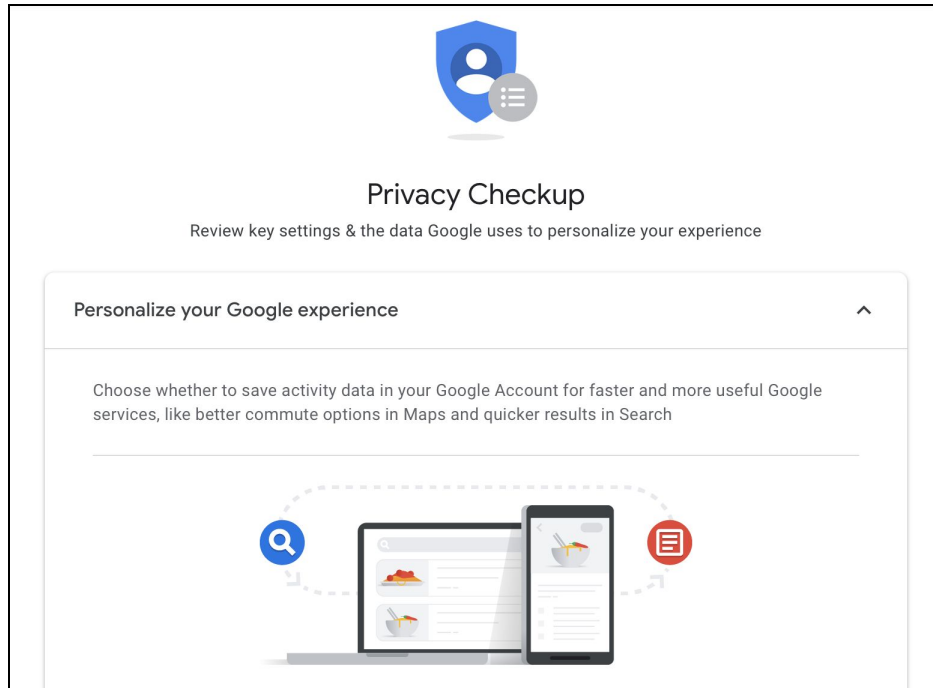 Privacy Checkup
Review key settings & the data Google uses to personalize your experience
Personalize your Google experience
Choose whether to save activity data in your Google Account for faster and more useful Google
services, like better commute options in Maps and quicker results in Search